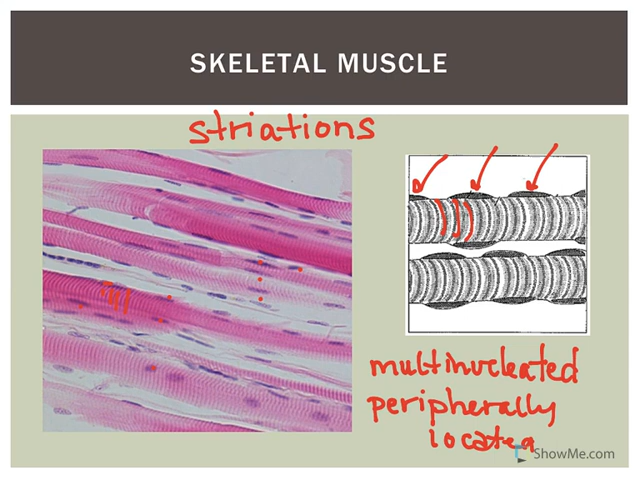 SKELETAL MUSCLE
striations
multinucleated
peripherally
located
ShowMe.com